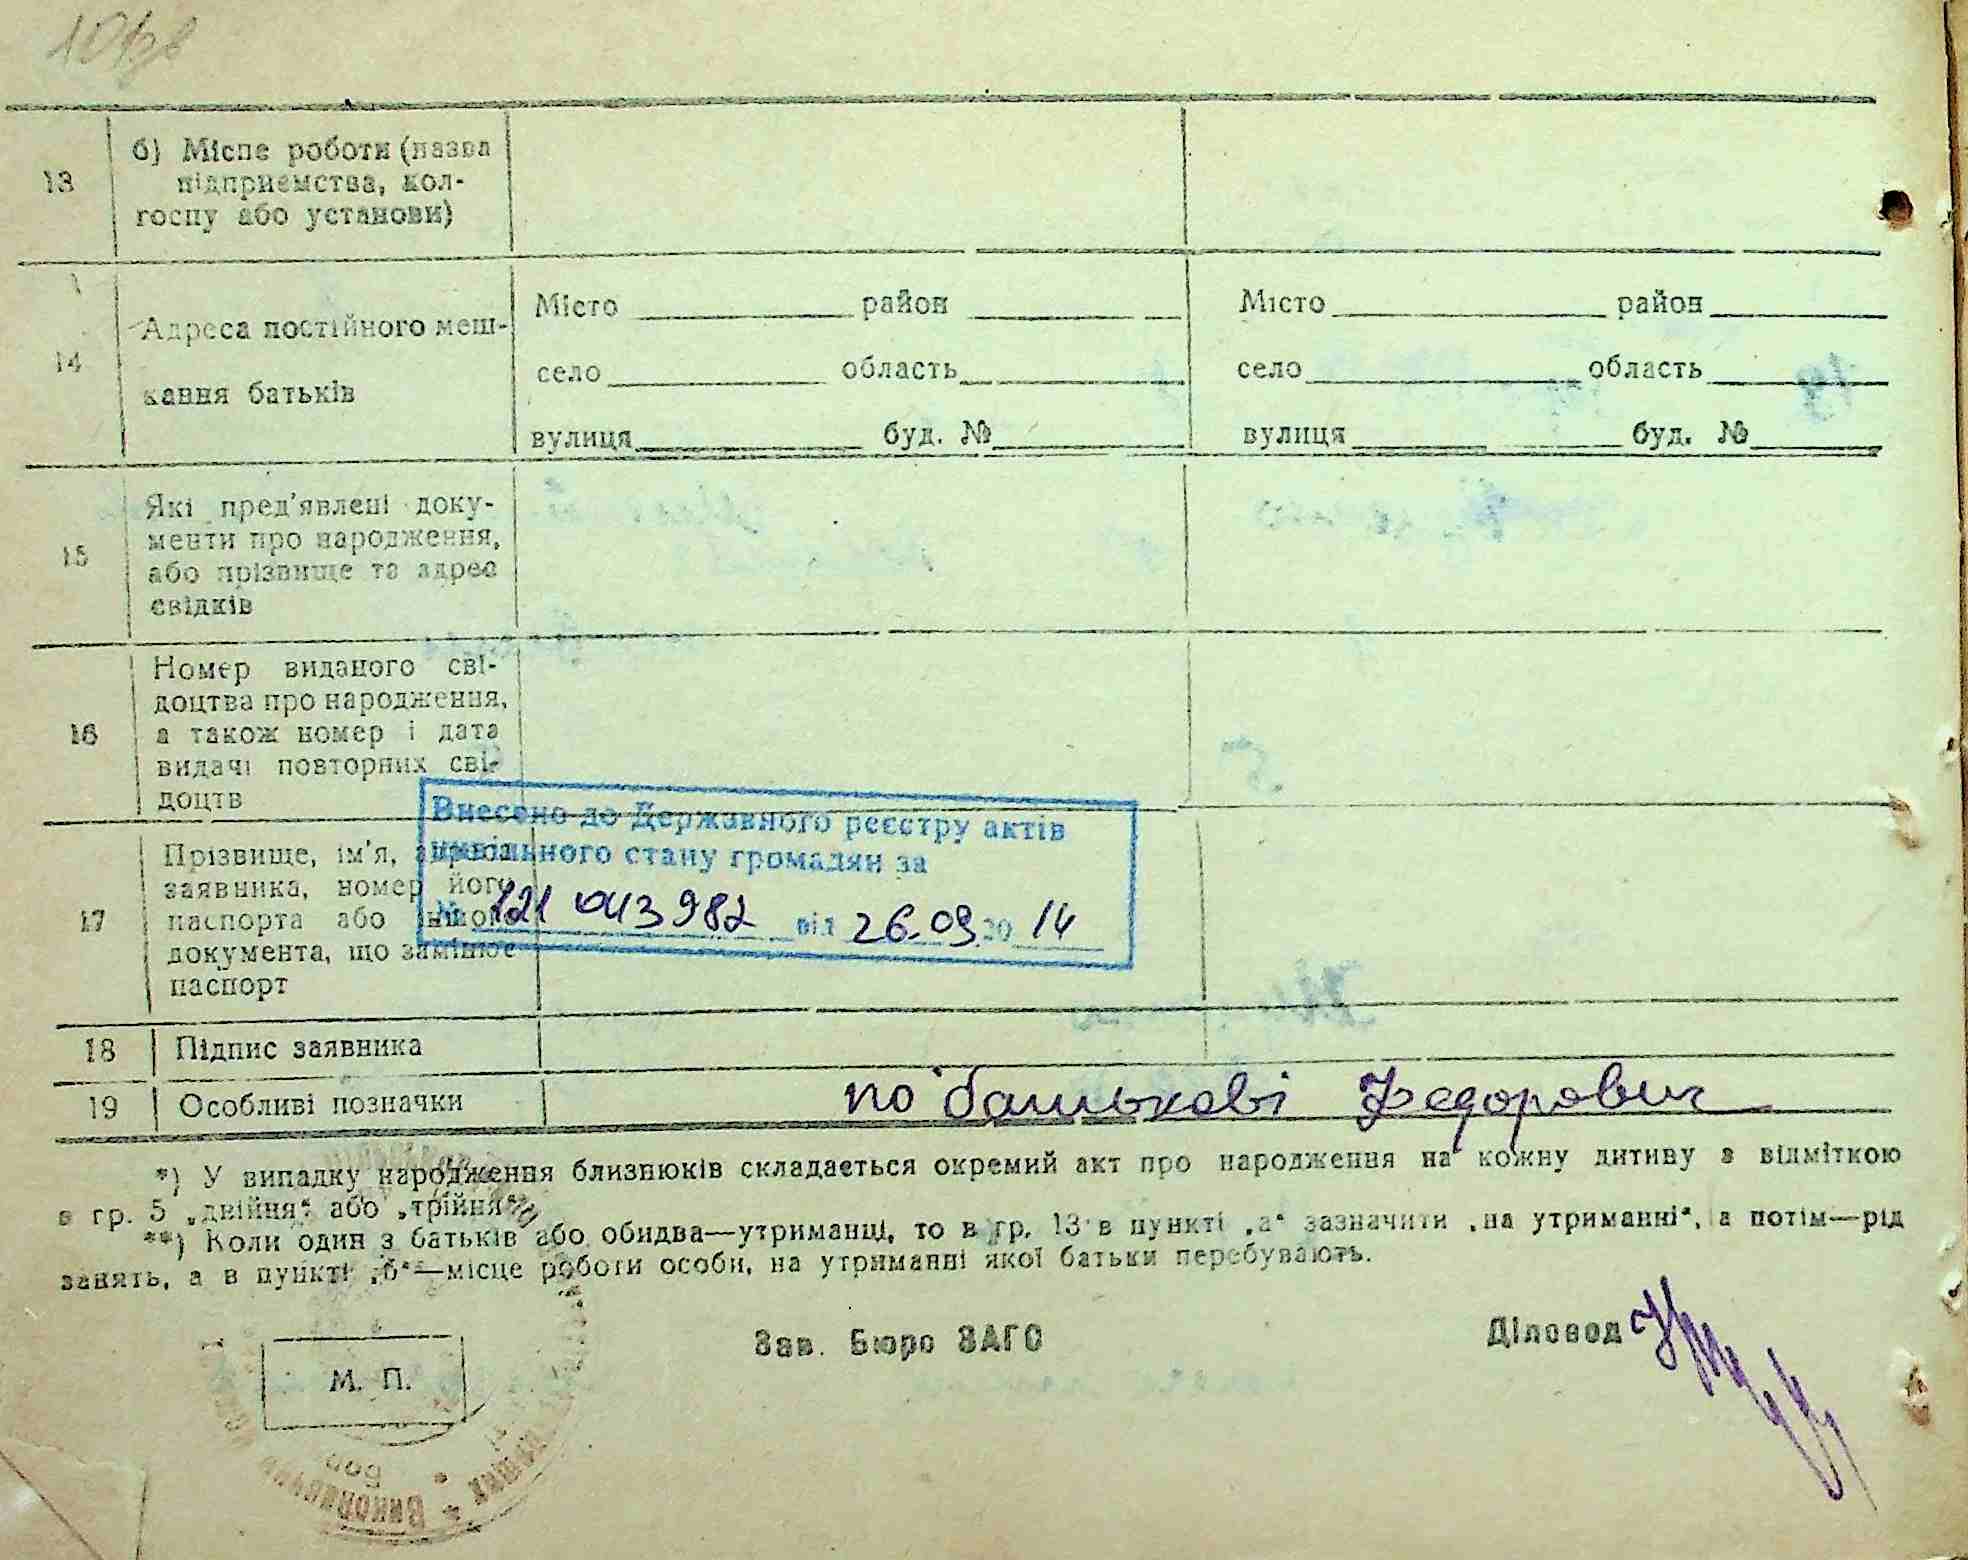 13
б) Місце роботи (назва
підприємства, кол-
госпу або установи)
14
Адреса постійного меш-
кання батьків
Місто район
село область
вулиця буд. №
Місто район
село область
вулиця буд. №
15
Які пред'явлені доку-
менти про народження,
або прізвище та адрес
свідків
16
Номер виданого сві-
доцтва про народження,
а також номер і дата
видачі повторних сві-
доцтв
Внесено до Державного реєстру актів
цивільного стану громадян за
№ 121 043 982 від 26.09.2014
17
Прізвище, ім'я, адреса
заявника, номер його
паспорта або іншого
документа, що замінює
паспорт
18 Підпис заявника
19 Особливі позначки по батькові Федорович
*) У випадку народження близнюків складається окремий акт про народження на кожну дитину з відміткою
в гр. 5 „двійня“ або „трійня“
**) Коли один з батьків або обидва—утриманці, то в гр. 13 в пункті „а“ зазначити „на утриманні“, а потім—рід
занять, а в пункті „б“—місце роботи особи, на утриманні якої батьки перебувають.
М. П.
Зав. Бюро ЗАГС
Діловод